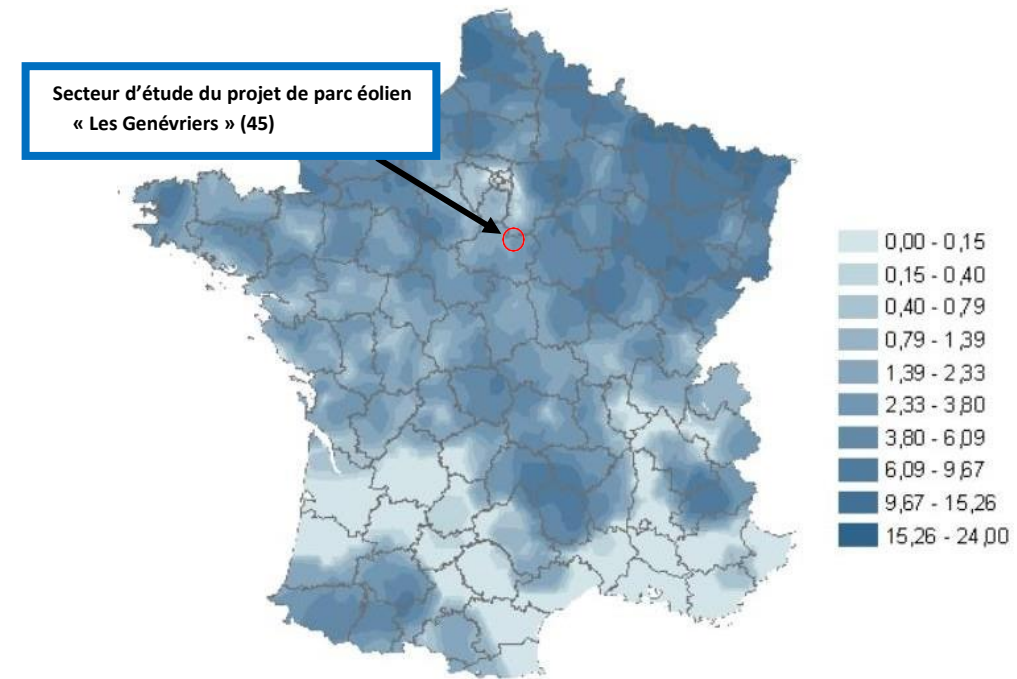 Secteur d’étude du projet de parc éolien
« Les Genévriers » (45)
0,00 - 0,15
0,15 - 0,40
0,40 - 0,79
0,79 - 1,39
1,39 - 2,33
2,33 - 3,80
3,80 - 6,09
6,09 - 9,67
9,67 - 15,26
15,26 - 24,00